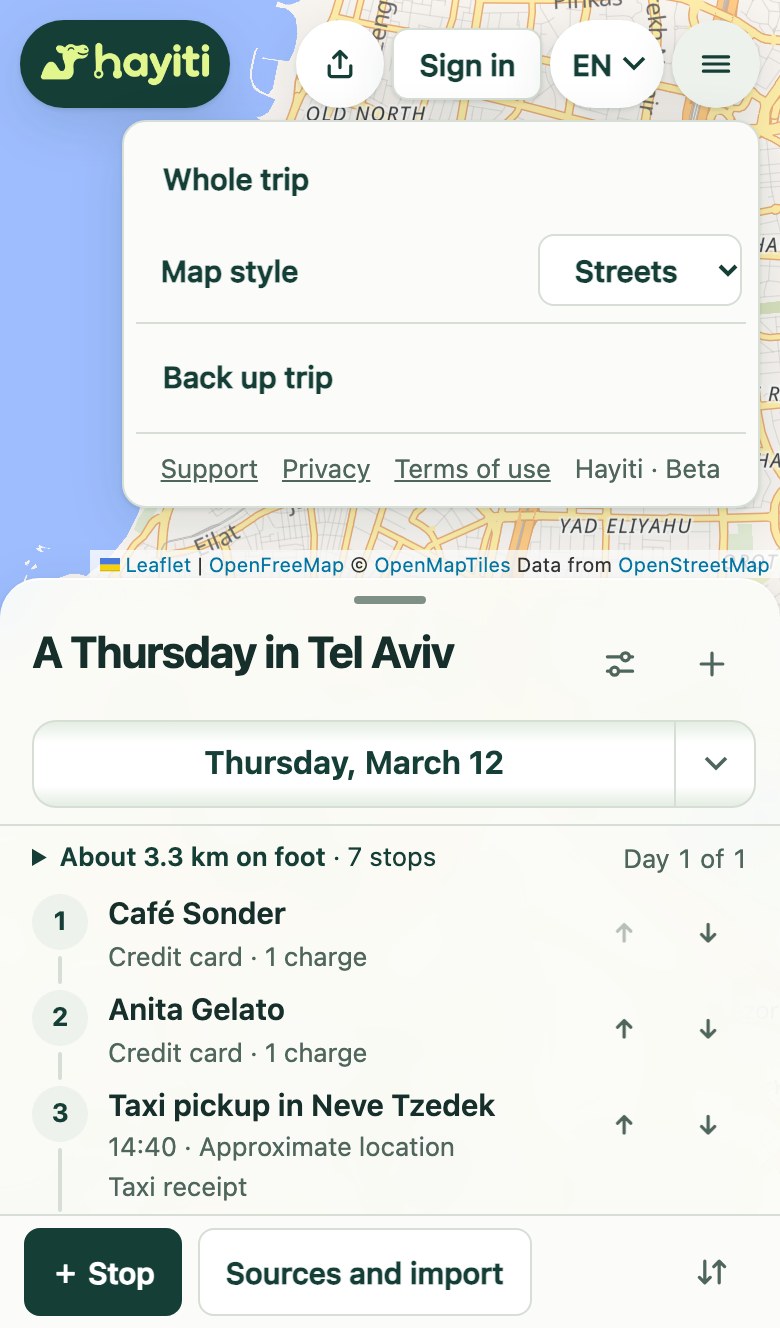 hayiti
Sign in
EN
OLD NORTH
Whole trip
Map style
Streets
Back up trip
Support Privacy Terms of use Hayiti · Beta
Eilat
YAD ELIYAHU
Leaflet | OpenFreeMap © OpenMapTiles Data from OpenStreetMap
A Thursday in Tel Aviv
Thursday, March 12
About 3.3 km on foot · 7 stops
Day 1 of 1
1
Café Sonder
Credit card · 1 charge
2
Anita Gelato
Credit card · 1 charge
3
Taxi pickup in Neve Tzedek
14:40 · Approximate location
Taxi receipt
+ Stop
Sources and import